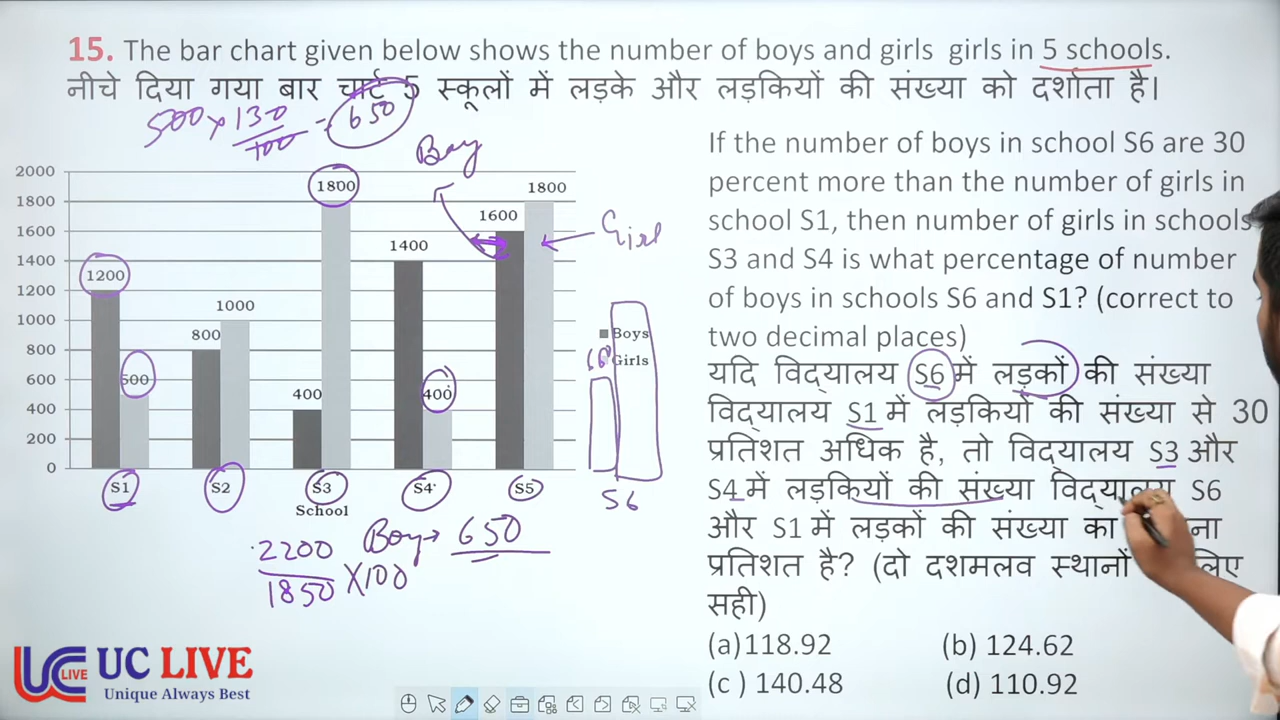 15. The bar chart given below shows the number of boys and girls girls in 5 schools.
नीचे दिया गया बार चार्ट 5 स्कूलों में लड़के और लड़कियों की संख्या को दर्शाता है।
500 × 130/100 = 650
Boy
Girl
2000
1800
1600
1400
1200
1000
800
600
400
200
0
1200
500
800
1000
400
1800
1400
400
1600
1800
S1
S2
S3
S4
S5
School
Boys
Girls
S6
Boy → 650
2200
1850 × 100
If the number of boys in school S6 are 30
percent more than the number of girls in
school S1, then number of girls in schools
S3 and S4 is what percentage of number
of boys in schools S6 and S1? (correct to
two decimal places)
यदि विद्यालय S6 में लड़कों की संख्या
विद्यालय S1 में लड़कियों की संख्या से 30
प्रतिशत अधिक है, तो विद्यालय S3 और
S4 में लड़कियों की संख्या विद्यालय S6
और S1 में लड़कों की संख्या का
प्रतिशत है? (दो दशमलव स्थानों
सही)
(a)118.92
(b) 124.62
(c ) 140.48
(d) 110.92
UC LIVE
LIVE
Unique Always Best